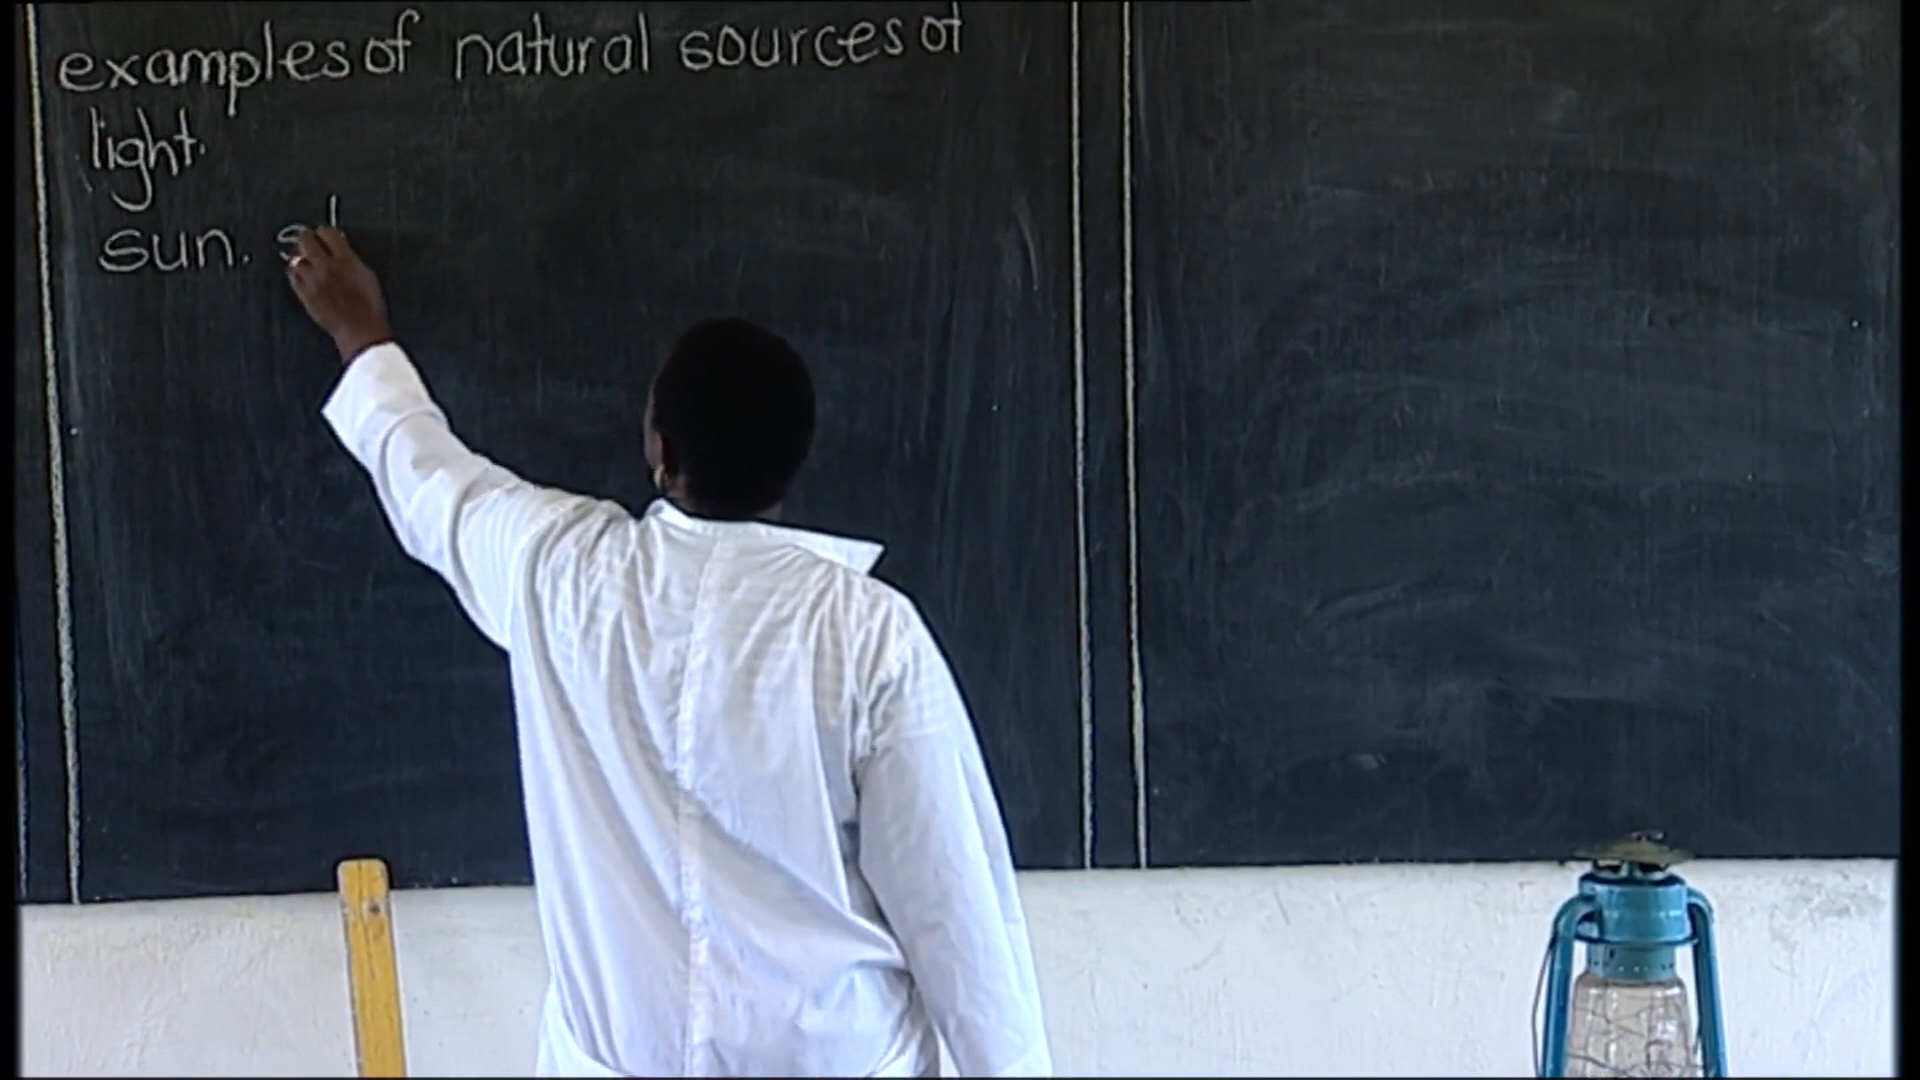 examples of natural sources of
light.
sun.